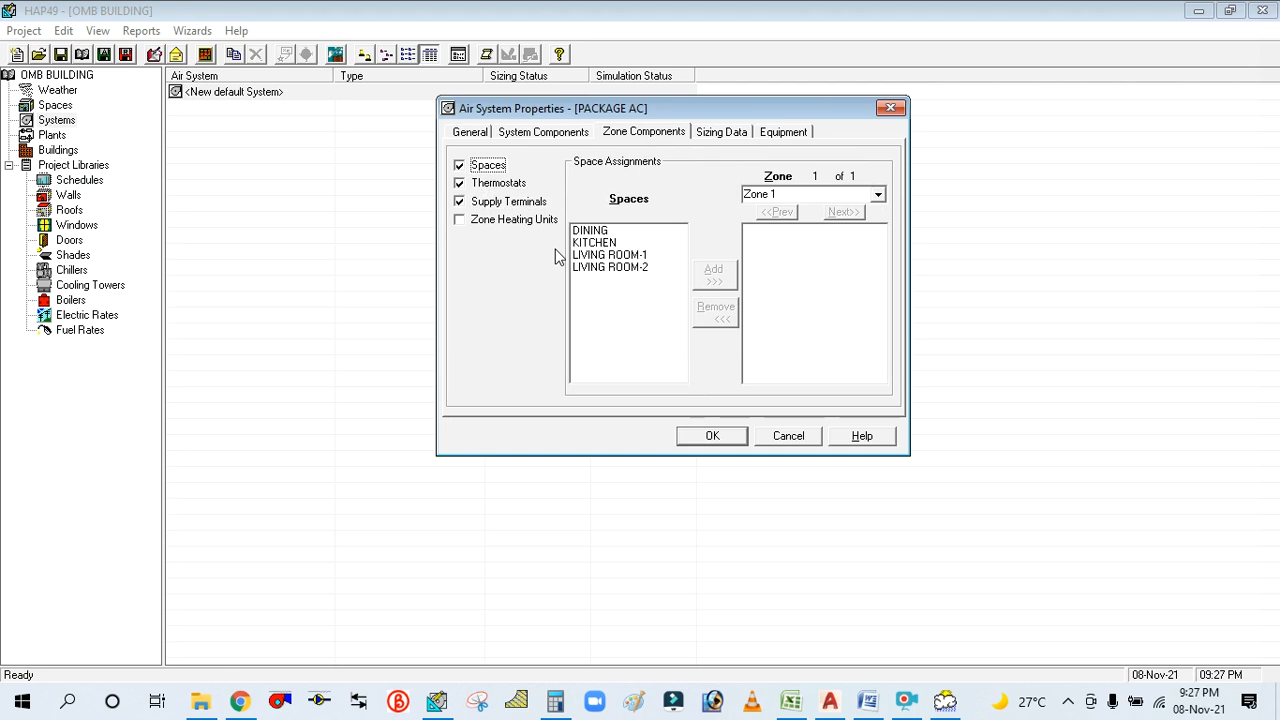 HAP49 - [OMB BUILDING]
Project Edit View Reports Wizards Help
OMB BUILDING
Weather
Spaces
Systems
Plants
Buildings
Project Libraries
Schedules
Walls
Roofs
Windows
Doors
Shades
Chillers
Cooling Towers
Boilers
Electric Rates
Fuel Rates
Air System Type Sizing Status Simulation Status
<New default System>
Air System Properties - [PACKAGE AC]
General System Components Zone Components Sizing Data Equipment
Spaces
Thermostats
Supply Terminals
Zone Heating Units
Space Assignments
Spaces
DINING
KITCHEN
LIVING ROOM-1
LIVING ROOM-2
Add
>>>
Remove
<<<
Zone 1 of 1
Zone 1
<<Prev Next>>
OK Cancel Help
Ready 08-Nov-21 09:27 PM
27°C
9:27 PM
08-Nov-21